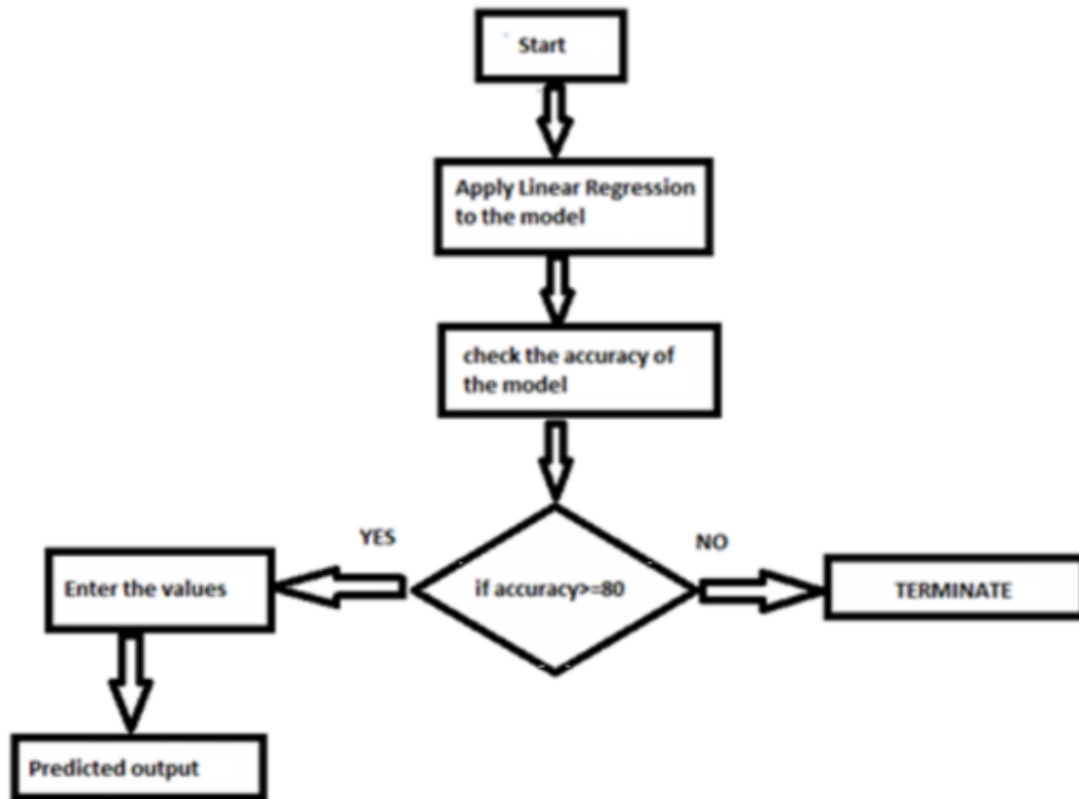 Start
Apply Linear Regression
to the model
check the accuracy of
the model
YES
NO
Enter the values
if accuracy>=80
TERMINATE
Predicted output